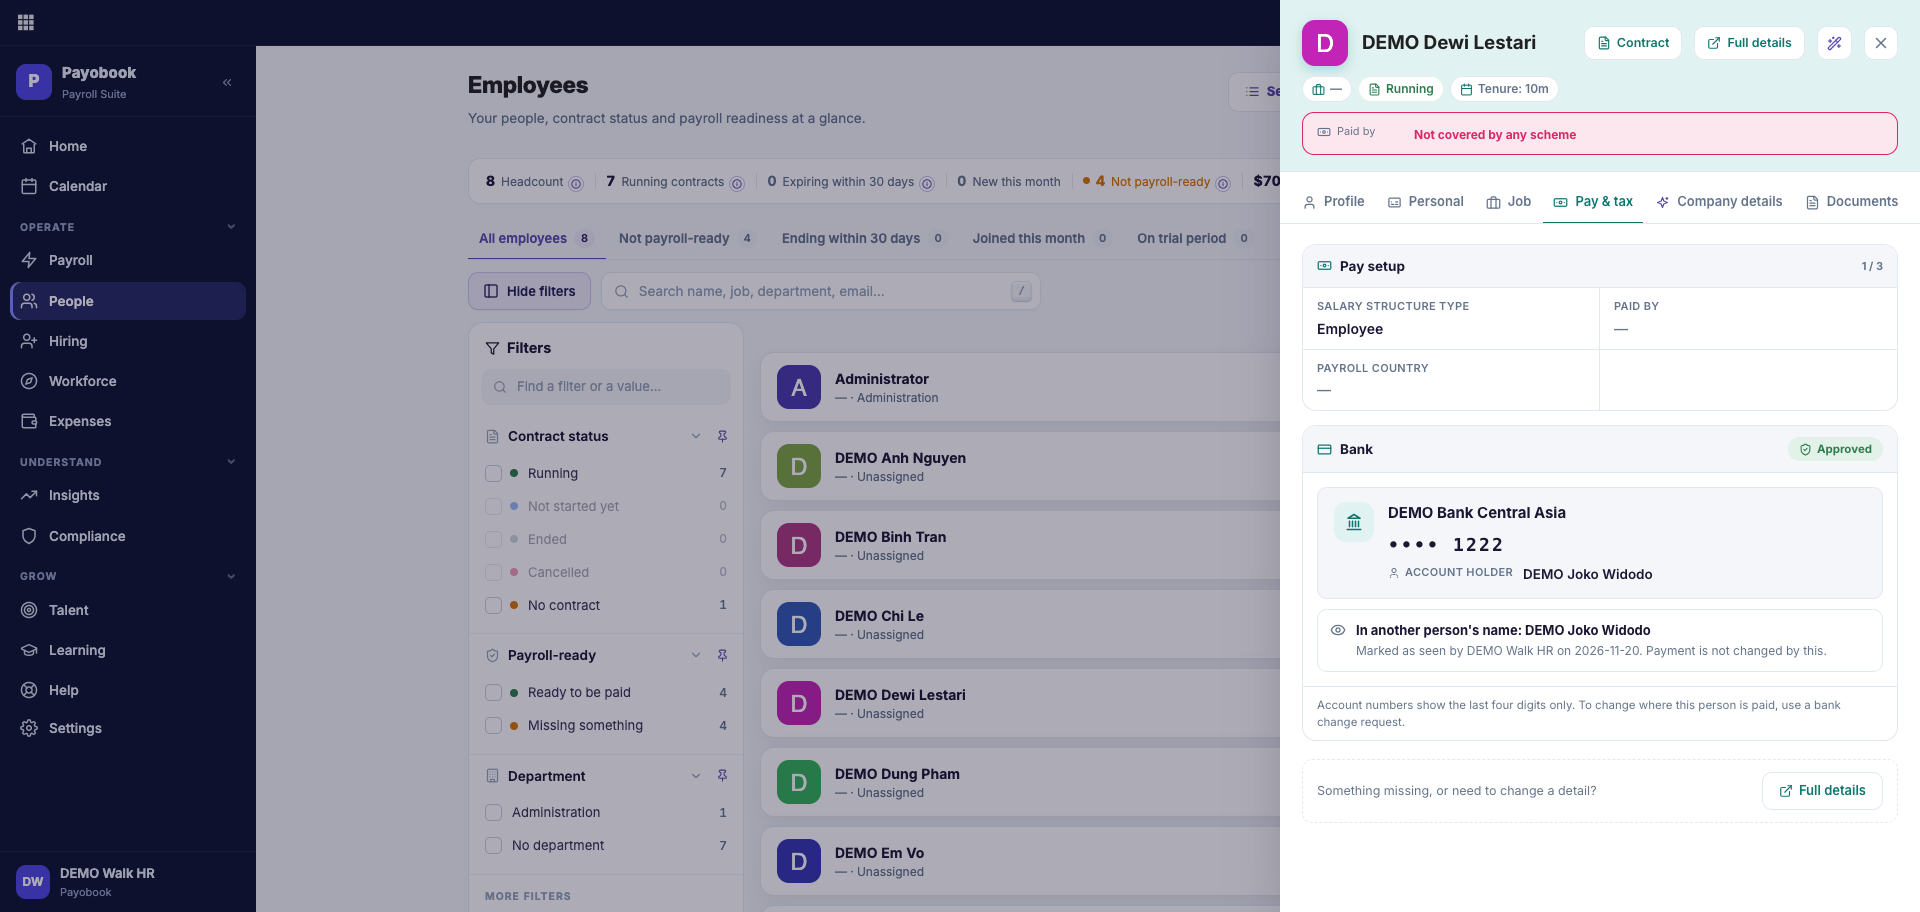 P
Payobook
Payroll Suite
«
Home
Calendar
OPERATE
Payroll
People
Hiring
Workforce
Expenses
UNDERSTAND
Insights
Compliance
GROW
Talent
Learning
Help
Settings
DW
DEMO Walk HR
Payobook
Employees
Your people, contract status and payroll readiness at a glance.
8 Headcount
7 Running contracts
0 Expiring within 30 days
0 New this month
4 Not payroll-ready
$70
All employees 8
Not payroll-ready 4
Ending within 30 days 0
Joined this month 0
On trial period 0
Hide filters
Search name, job, department, email...
/
Filters
Find a filter or a value...
Contract status
Running 7
Not started yet 0
Ended 0
Cancelled 0
No contract 1
Payroll-ready
Ready to be paid 4
Missing something 4
Department
Administration 1
No department 7
MORE FILTERS
A
Administrator
— · Administration
D
DEMO Anh Nguyen
— · Unassigned
D
DEMO Binh Tran
— · Unassigned
D
DEMO Chi Le
— · Unassigned
D
DEMO Dewi Lestari
— · Unassigned
D
DEMO Dung Pham
— · Unassigned
D
DEMO Em Vo
— · Unassigned
D
DEMO Dewi Lestari
Contract
Full details
—
Running
Tenure: 10m
Paid by
Not covered by any scheme
Profile
Personal
Job
Pay & tax
Company details
Documents
Pay setup
1 / 3
SALARY STRUCTURE TYPE
Employee
PAID BY
—
PAYROLL COUNTRY
—
Bank
Approved
DEMO Bank Central Asia
•••• 1222
ACCOUNT HOLDER DEMO Joko Widodo
In another person's name: DEMO Joko Widodo
Marked as seen by DEMO Walk HR on 2026-11-20. Payment is not changed by this.
Account numbers show the last four digits only. To change where this person is paid, use a bank
change request.
Something missing, or need to change a detail?
Full details